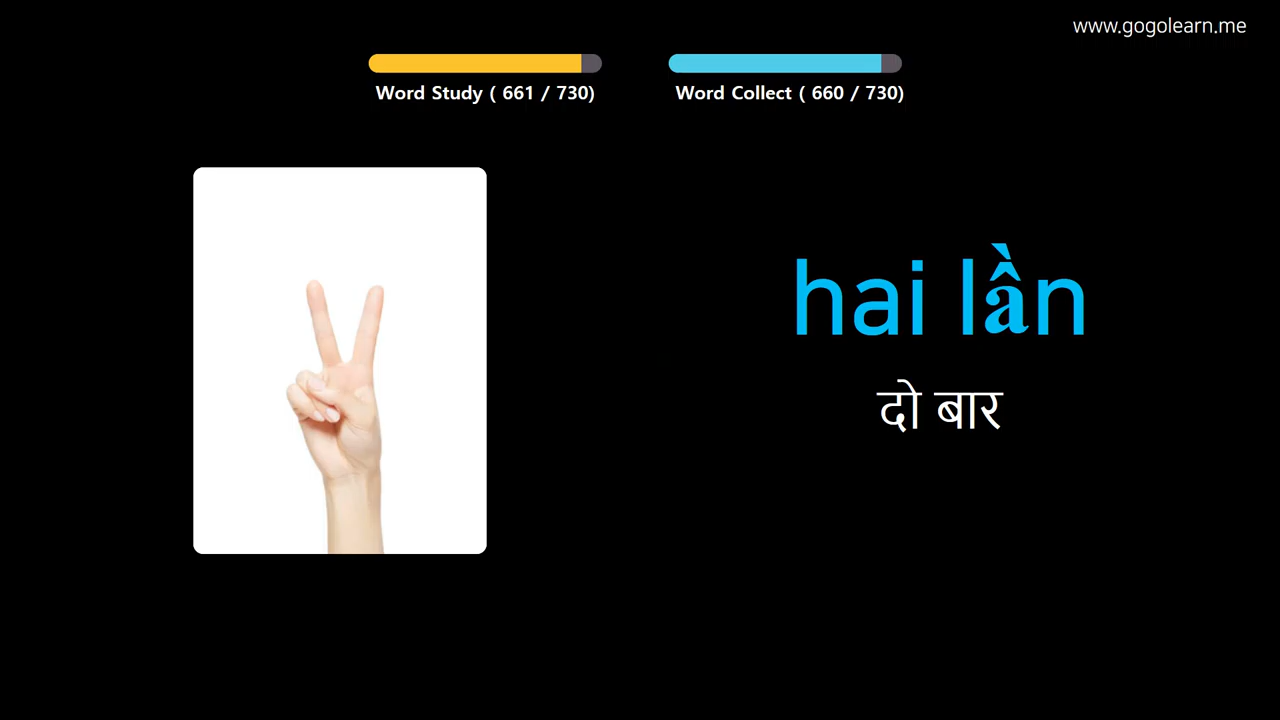 www.gogolearn.me
Word Study ( 661 / 730)
Word Collect ( 660 / 730)
hai lần
दो बार